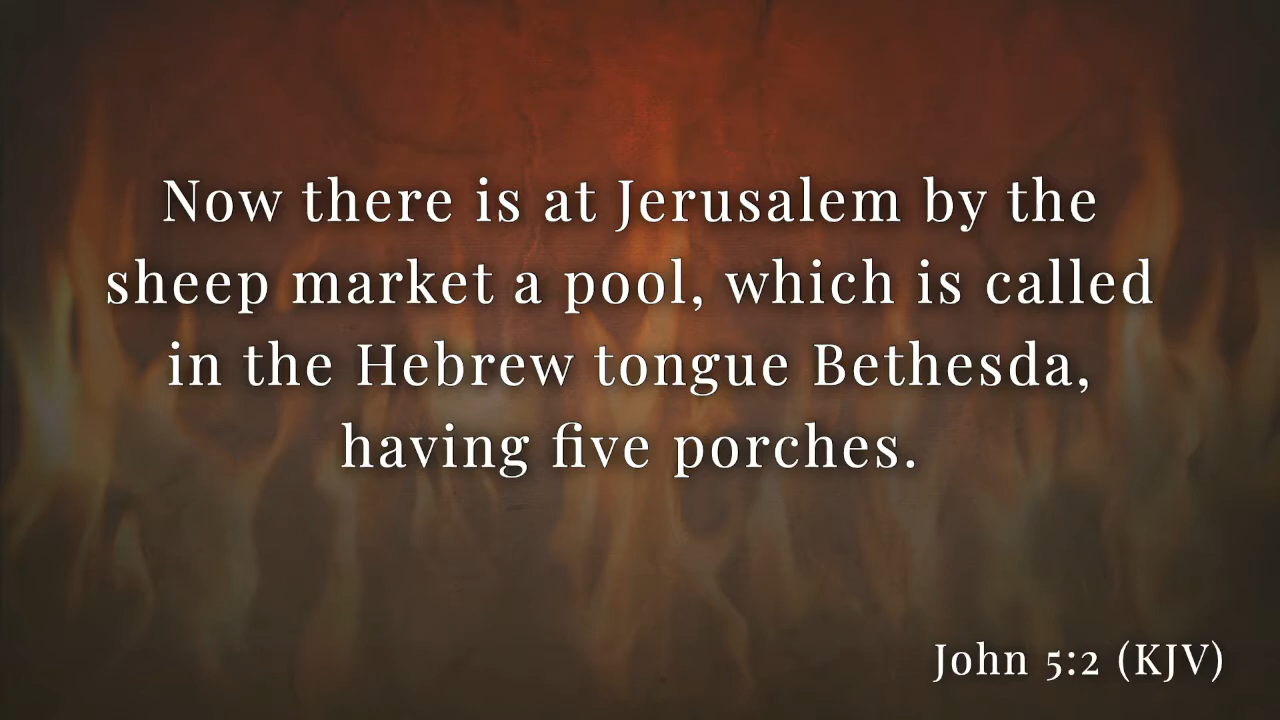 Now there is at Jerusalem by the
sheep market a pool, which is called
in the Hebrew tongue Bethesda,
having five porches.
John 5:2 (KJV)